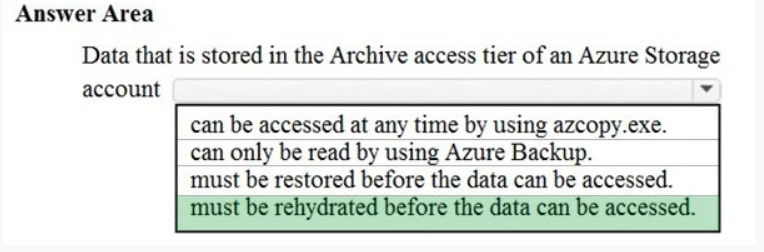 Answer Area
Data that is stored in the Archive access tier of an Azure Storage
account
can be accessed at any time by using azcopy.exe.
can only be read by using Azure Backup.
must be restored before the data can be accessed.
must be rehydrated before the data can be accessed.